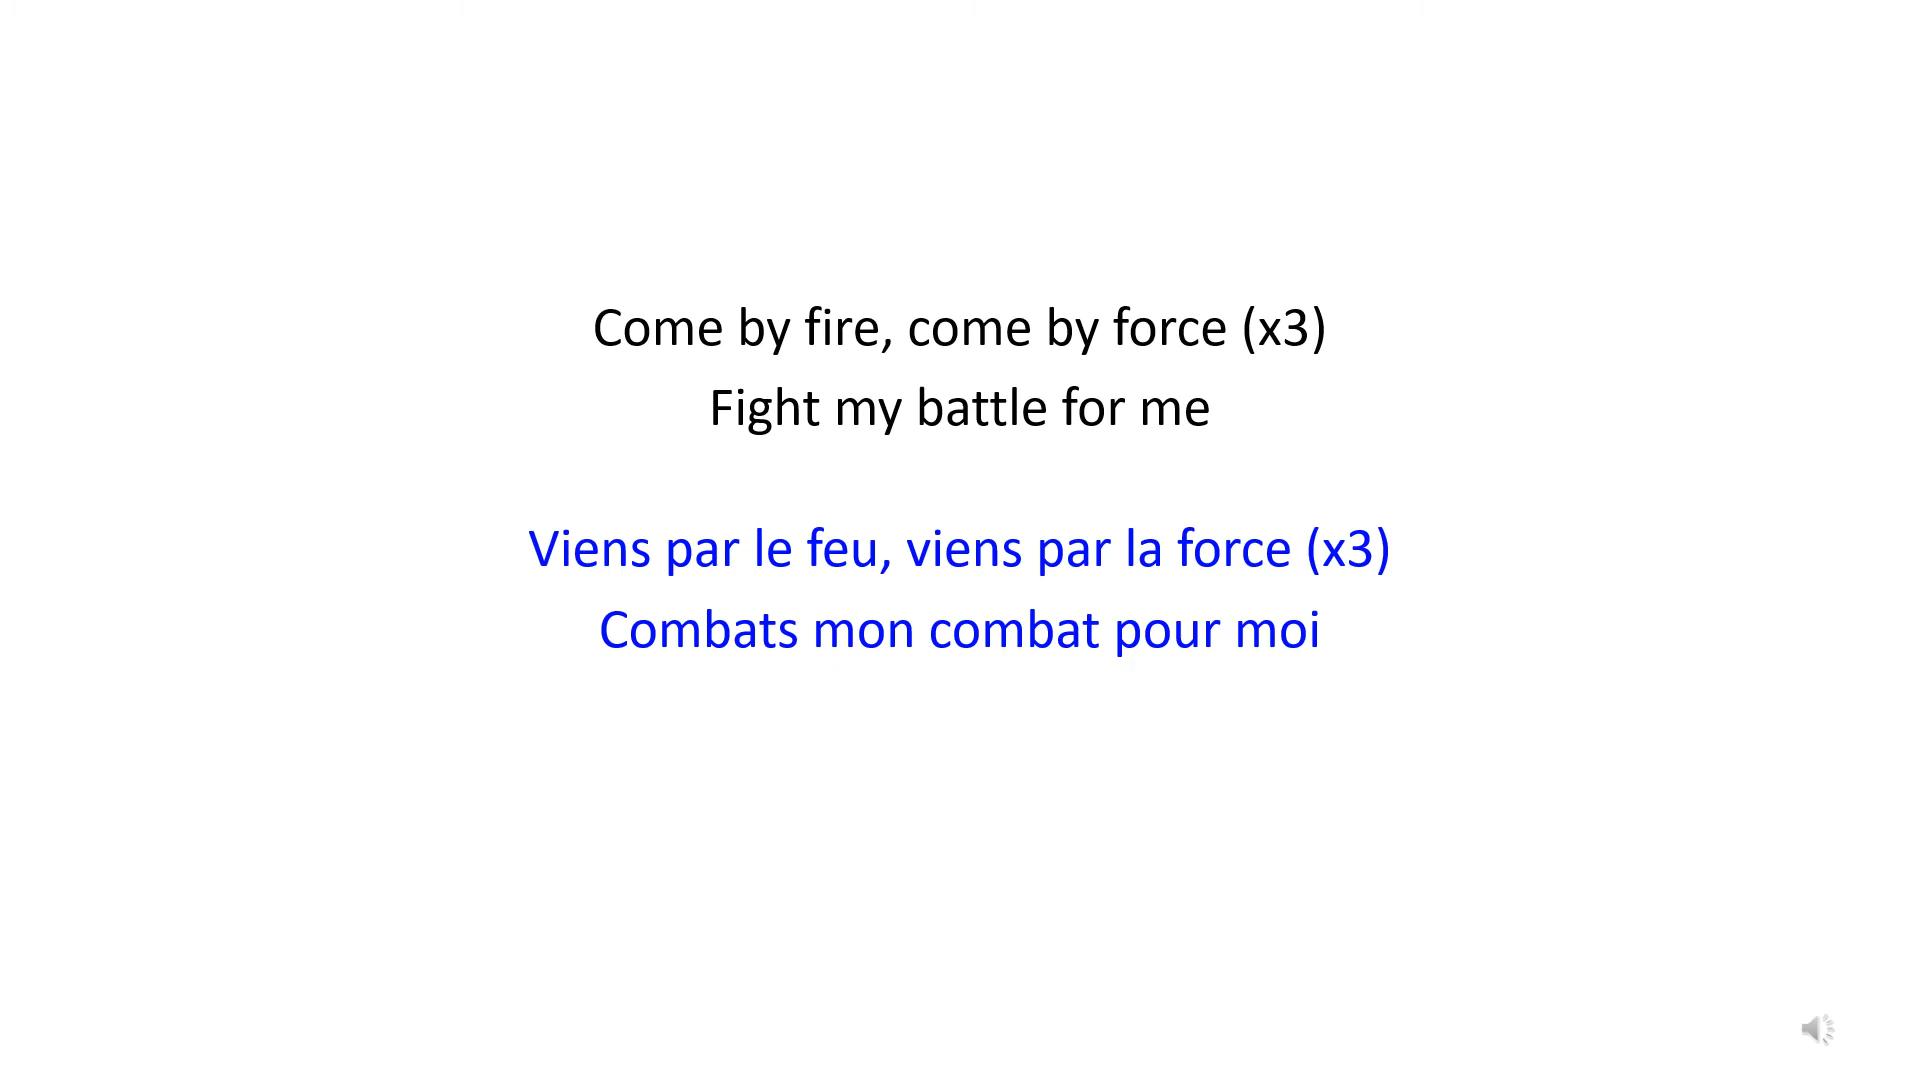 Come by fire, come by force (x3)
Fight my battle for me
Viens par le feu, viens par la force (x3)
Combats mon combat pour moi